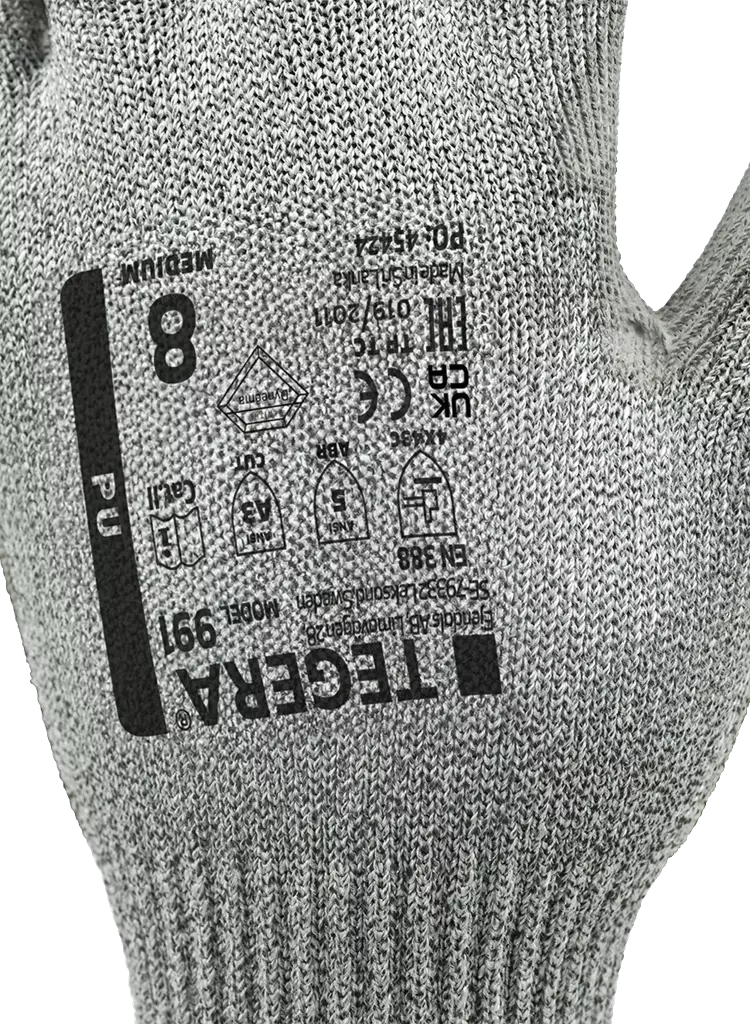 TEGERA®
Ejendals AB. Limavägen 28,
SE-79332 Leksand, Sweden
MODEL 991
EN 388
4X43C
ANSI
5
ABR
ANSI
A3
CUT
i
Cat.II
UK
CA
CE
Dyneema
EAC
TP TC
019/2011
Made in Sri Lanka
PO: 45424
8
MEDIUM
PU